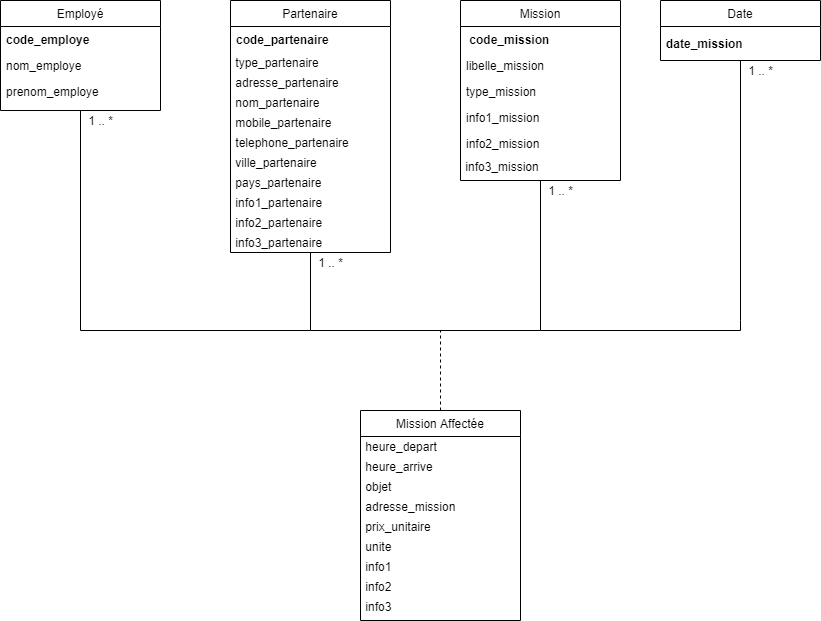 Employé
code_employe
nom_employe
prenom_employe
1 .. *
Partenaire
code_partenaire
type_partenaire
adresse_partenaire
nom_partenaire
mobile_partenaire
telephone_partenaire
ville_partenaire
pays_partenaire
info1_partenaire
info2_partenaire
info3_partenaire
1 .. *
Mission
code_mission
libelle_mission
type_mission
info1_mission
info2_mission
info3_mission
1 .. *
Date
date_mission
1 .. *
Mission Affectée
heure_depart
heure_arrive
objet
adresse_mission
prix_unitaire
unite
info1
info2
info3